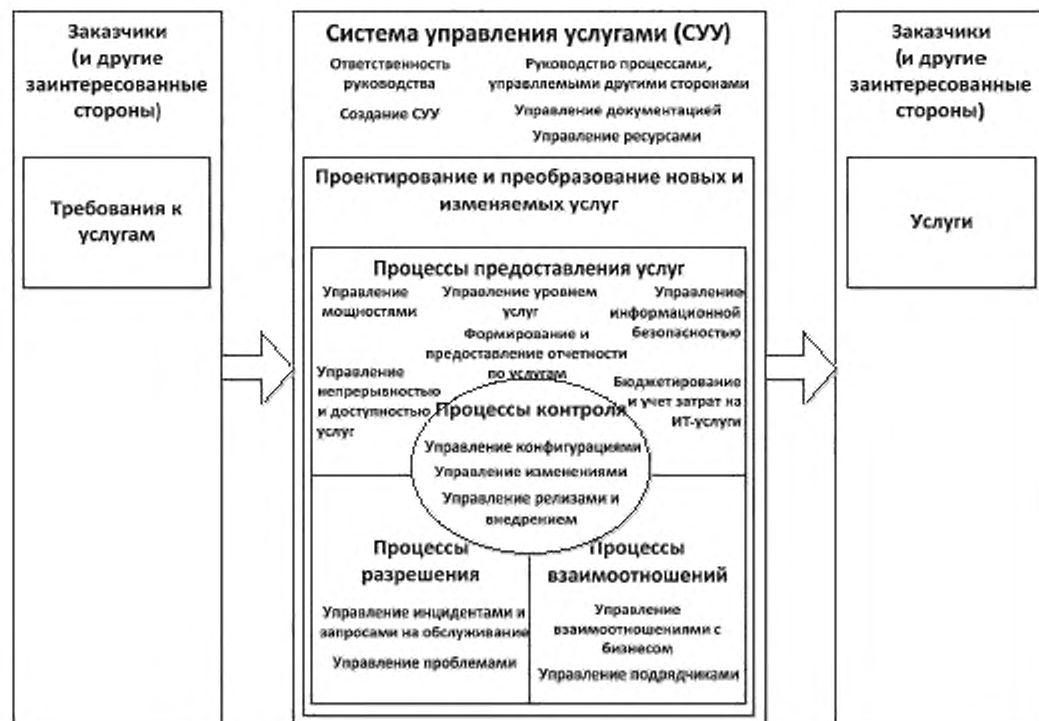 Заказчики
(и другие
заинтересованные
стороны)
Требования к
услугам
Система управления услугами (СУУ)
Ответственность
руководства
Создание СУУ
Руководство процессами,
управляемыми другими сторонами
Управление документацией
Управление ресурсами
Проектирование и преобразование новых и
изменяемых услуг
Процессы предоставления услуг
Управление
мощностями
Управление уровнем
услуг
Управление
информационной
безопасностью
Формирование и
предоставление отчетности
по услугам
Управление
непрерывностью
и доступностью
услуг
Бюджетирование
и учет затрат на
ИТ-услуги
Процессы контроля
Управление конфигурациями
Управление изменениями
Управление релизами и
внедрением
Процессы
разрешения
Управление инцидентами и
запросами на обслуживание
Управление проблемами
Процессы
взаимоотношений
Управление
взаимоотношениями с
бизнесом
Управление подрядчиками
Заказчики
(и другие
заинтересованные
стороны)
Услуги